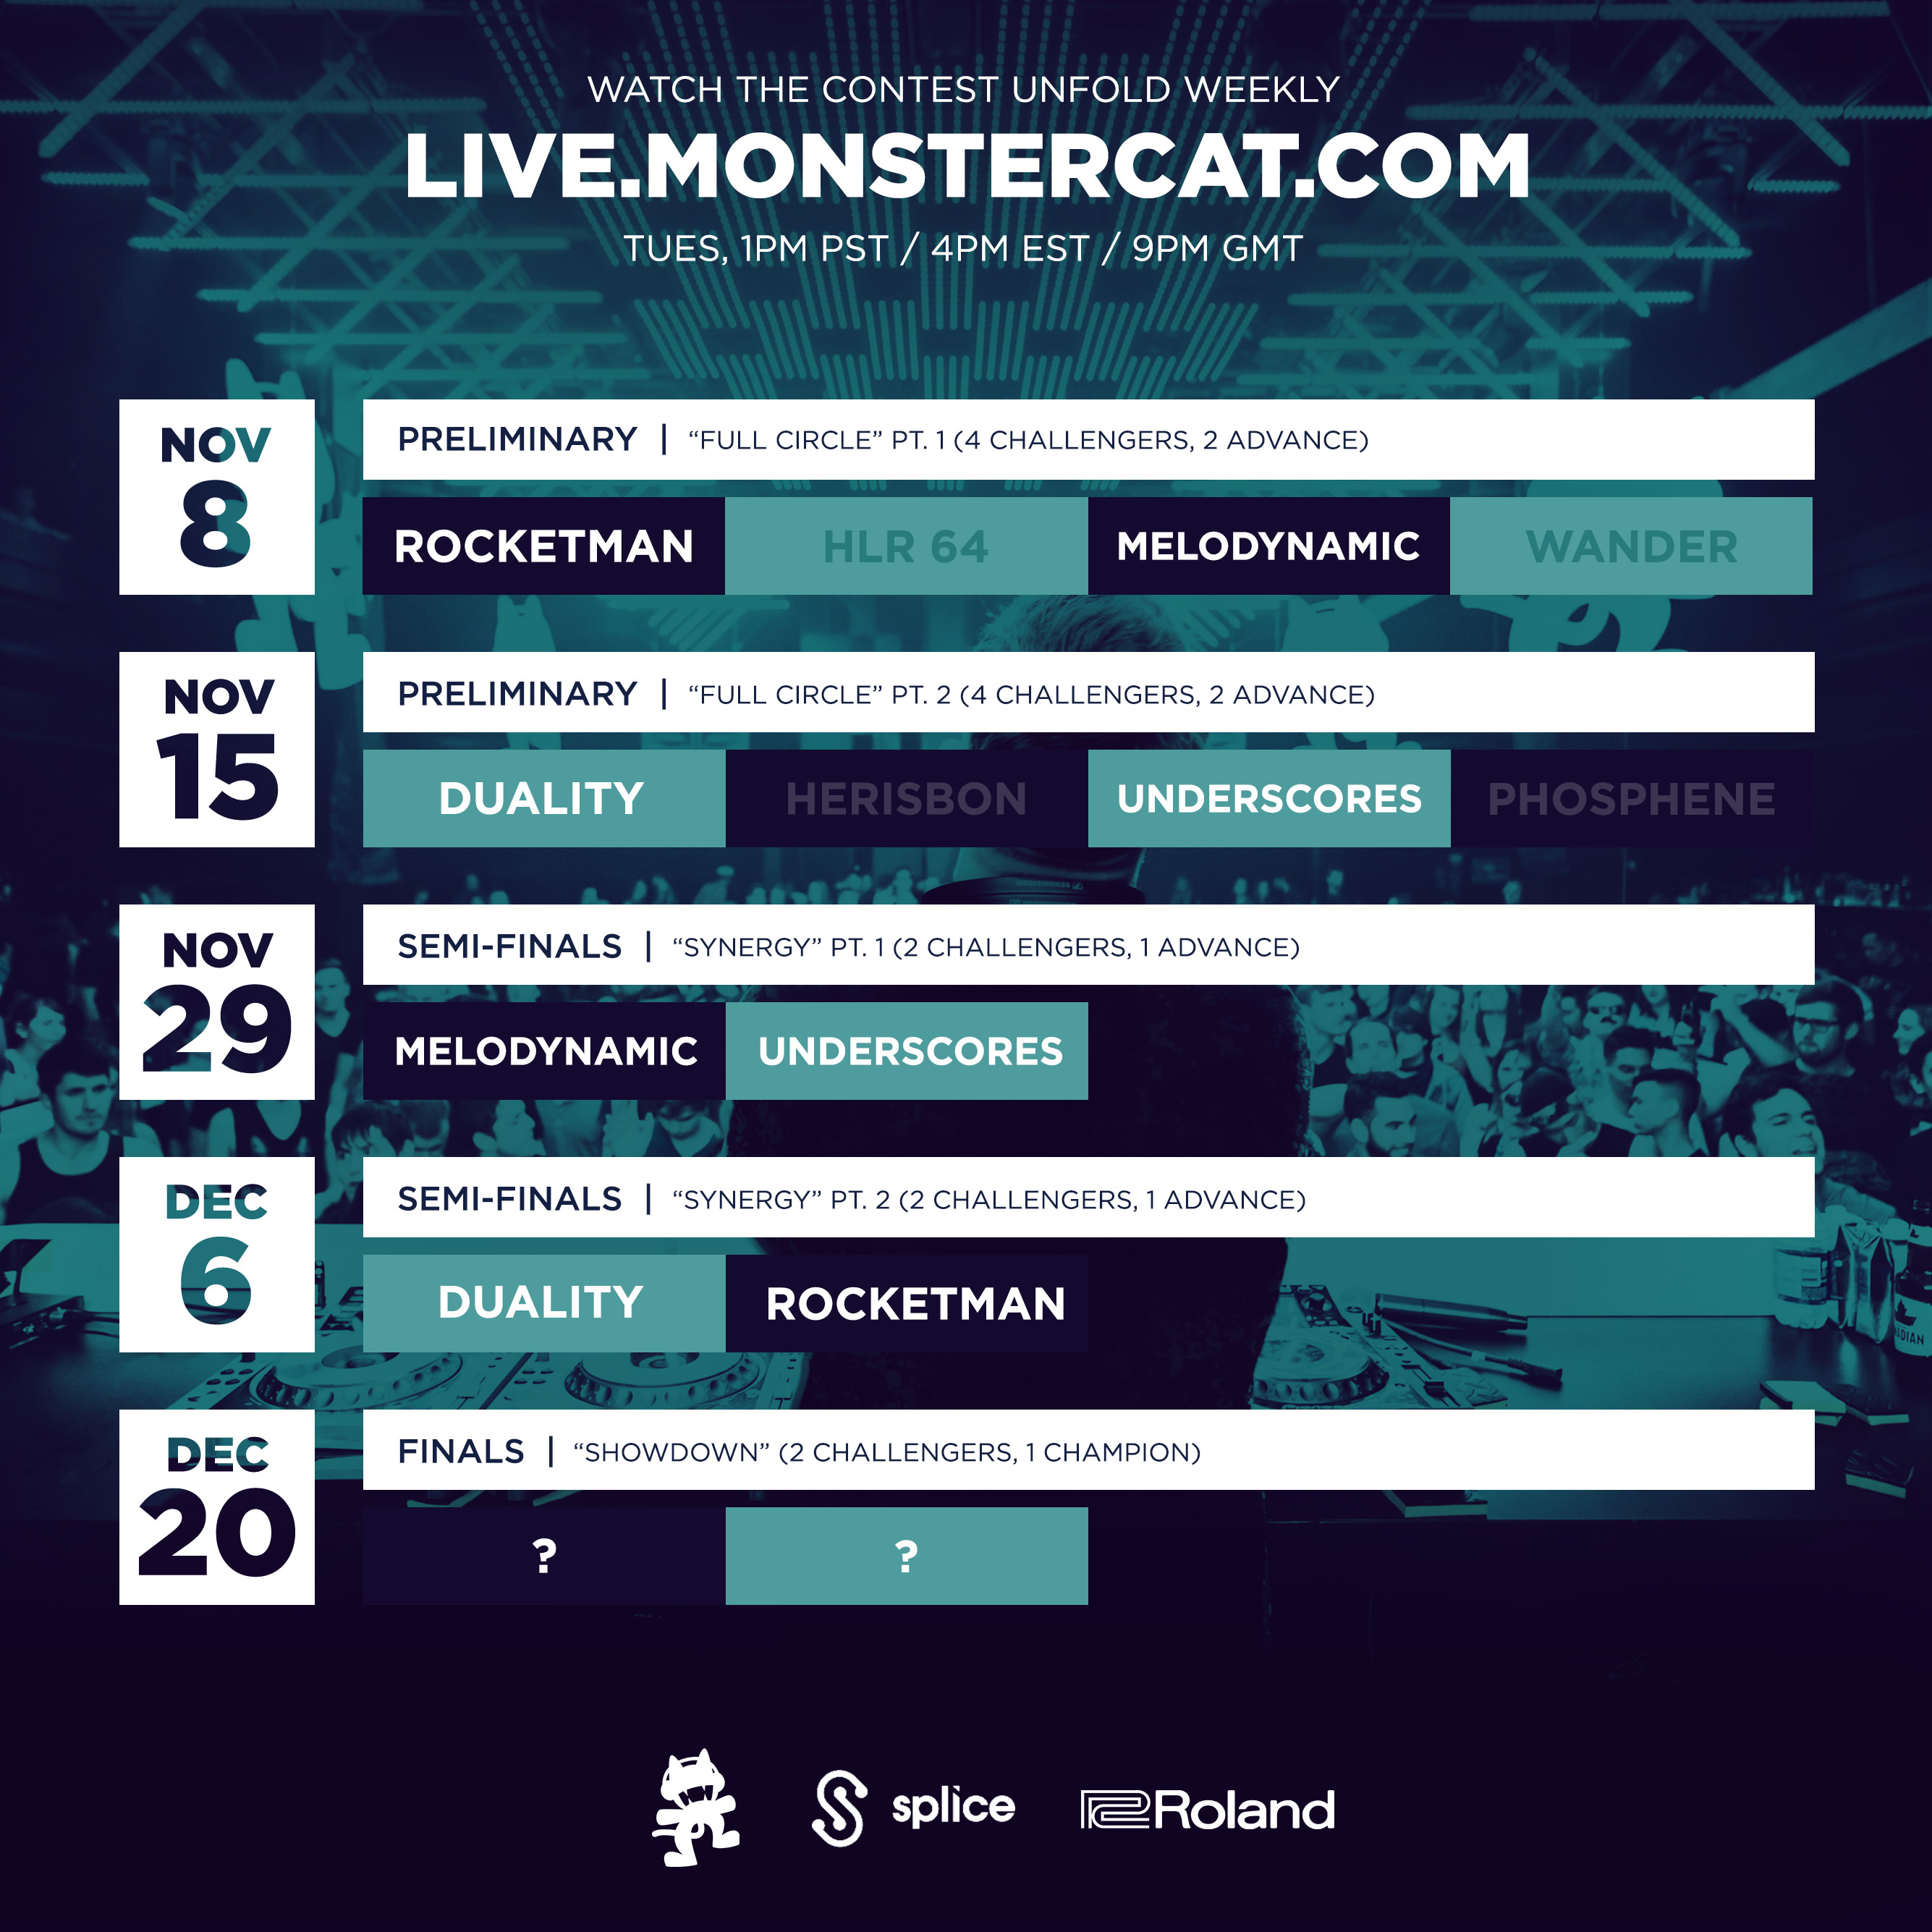 WATCH THE CONTEST UNFOLD WEEKLY
LIVE.MONSTERCAT.COM
TUES, 1PM PST / 4PM EST / 9PM GMT
NOV
8
PRELIMINARY | “FULL CIRCLE” PT. 1 (4 CHALLENGERS, 2 ADVANCE)
ROCKETMAN HLR 64 MELODYNAMIC WANDER
NOV
15
PRELIMINARY | “FULL CIRCLE” PT. 2 (4 CHALLENGERS, 2 ADVANCE)
DUALITY HERISBON UNDERSCORES PHOSPHENE
NOV
29
SEMI-FINALS | “SYNERGY” PT. 1 (2 CHALLENGERS, 1 ADVANCE)
MELODYNAMIC UNDERSCORES
DEC
6
SEMI-FINALS | “SYNERGY” PT. 2 (2 CHALLENGERS, 1 ADVANCE)
DUALITY ROCKETMAN
DEC
20
FINALS | “SHOWDOWN” (2 CHALLENGERS, 1 CHAMPION)
? ?
splice Roland